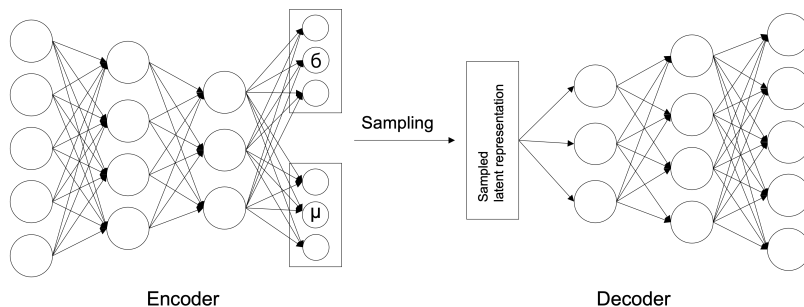 б
Sampling
μ
Sampled
latent representation
Encoder
Decoder